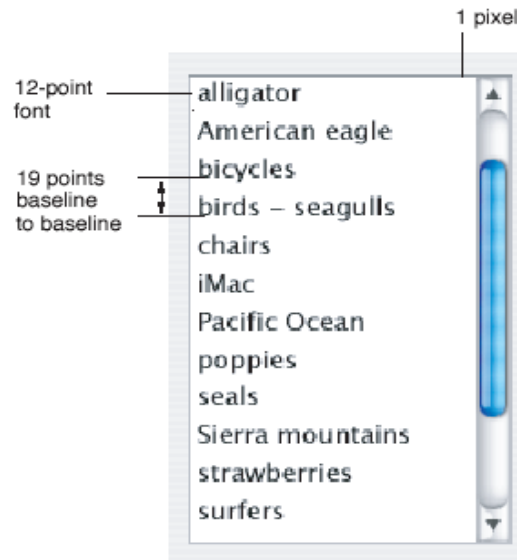 1 pixel
12-point
font
19 points
baseline
to baseline
alligator
American eagle
bicycles
birds – seagulls
chairs
iMac
Pacific Ocean
poppies
seals
Sierra mountains
strawberries
surfers